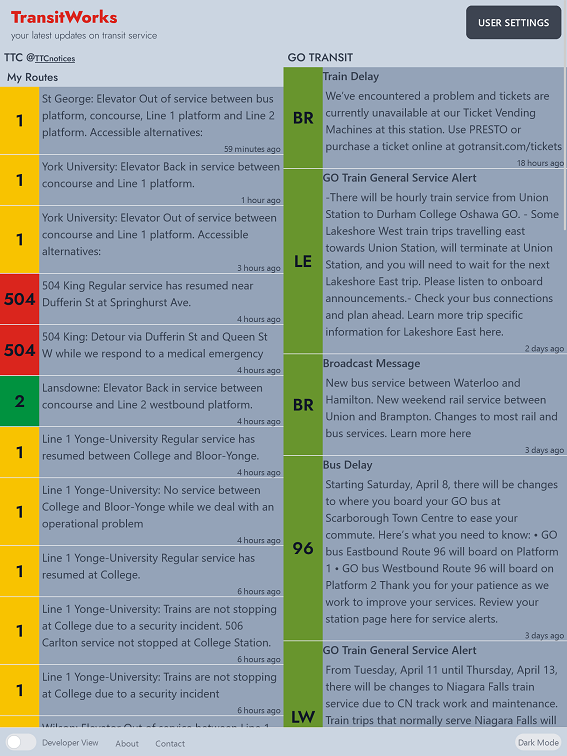 TransitWorks
your latest updates on transit service
USER SETTINGS
TTC @TTCnotices
My Routes
1
St George: Elevator Out of service between bus
platform, concourse, Line 1 platform and Line 2
platform. Accessible alternatives:
59 minutes ago
1
York University: Elevator Back in service between
concourse and Line 1 platform.
1 hour ago
1
York University: Elevator Out of service between
concourse and Line 1 platform. Accessible
alternatives:
3 hours ago
504
504 King Regular service has resumed near
Dufferin St at Springhurst Ave.
4 hours ago
504
504 King: Detour via Dufferin St and Queen St
W while we respond to a medical emergency
4 hours ago
2
Lansdowne: Elevator Back in service between
concourse and Line 2 westbound platform.
4 hours ago
1
Line 1 Yonge-University Regular service has
resumed between College and Bloor-Yonge.
4 hours ago
1
Line 1 Yonge-University: No service between
College and Bloor-Yonge while we deal with an
operational problem
4 hours ago
1
Line 1 Yonge-University Regular service has
resumed at College.
6 hours ago
1
Line 1 Yonge-University: Trains are not stopping
at College due to a security incident. 506
Carlton service not stopped at College Station.
6 hours ago
1
Line 1 Yonge-University: Trains are not stopping
at College due to a security incident
6 hours ago
Wilson: Elevator Out of service between Line 1
GO TRANSIT
BR
Train Delay
We've encountered a problem and tickets are
currently unavailable at our Ticket Vending
Machines at this station. Use PRESTO or
purchase a ticket online at gotransit.com/tickets
18 hours ago
LE
GO Train General Service Alert
-There will be hourly train service from Union
Station to Durham College Oshawa GO. - Some
Lakeshore West train trips travelling east
towards Union Station, will terminate at Union
Station, and you will need to wait for the next
Lakeshore East trip. Please listen to onboard
announcements.- Check your bus connections
and plan ahead. Learn more trip specific
information for Lakeshore East here.
2 days ago
BR
Broadcast Message
New bus service between Waterloo and
Hamilton. New weekend rail service between
Union and Brampton. Changes to most rail and
bus services. Learn more here
3 days ago
96
Bus Delay
Starting Saturday, April 8, there will be changes
to where you board your GO bus at
Scarborough Town Centre to ease your
commute. Here's what you need to know: • GO
bus Eastbound Route 96 will board on Platform
1 • GO bus Westbound Route 96 will board on
Platform 2 Thank you for your patience as we
work to improve your services. Review your
station page here for service alerts.
3 days ago
LW
GO Train General Service Alert
From Tuesday, April 11 until Thursday, April 13,
there will be changes to Niagara Falls train
service due to CN track work and maintenance.
Train trips that normally serve Niagara Falls will
Developer View
About
Contact
Dark Mode